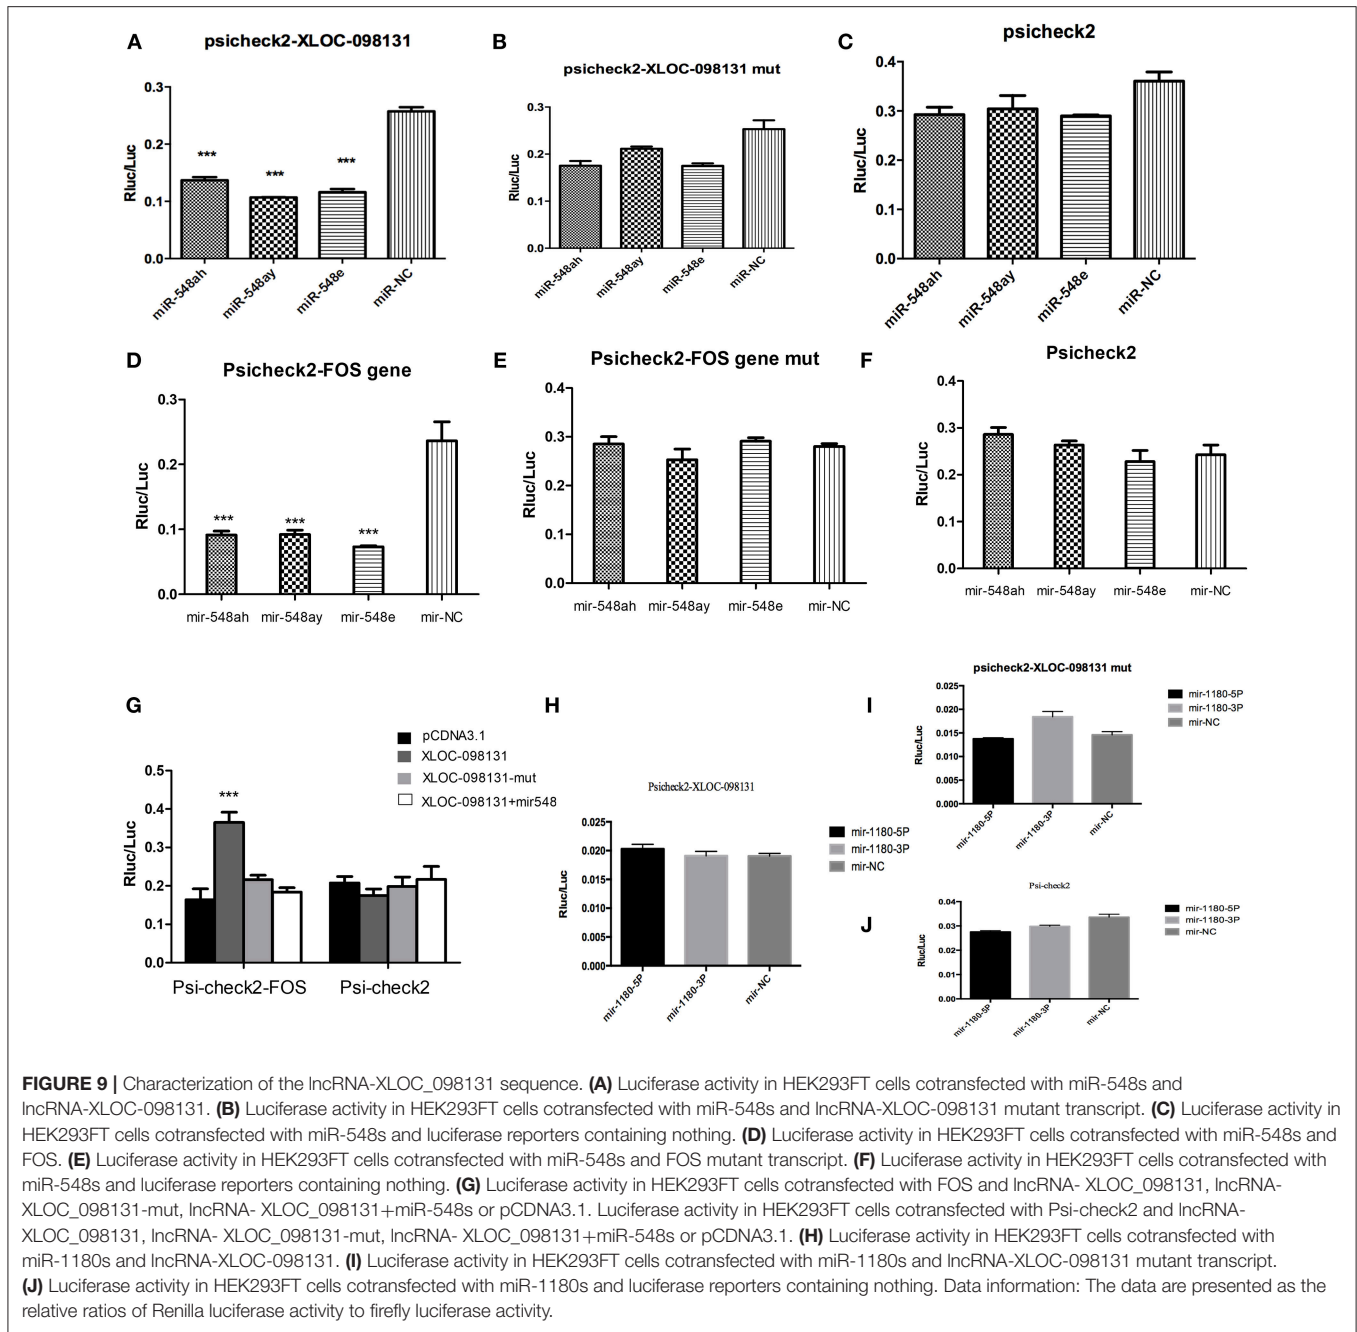 A
psicheck2-XLOC-098131
Rluc/Luc
0.3
0.2
0.1
0.0
***
***
***
miR-548ah
miR-548ay
miR-548e
miR-NC
B
psicheck2-XLOC-098131 mut
Rluc/Luc
0.3
0.2
0.1
0.0
miR-548ah
miR-548ay
miR-548e
miR-NC
C
psicheck2
Rluc/Luc
0.4
0.3
0.2
0.1
0.0
miR-548ah
miR-548ay
miR-548e
miR-NC
D
Psicheck2-FOS gene
Rluc/Luc
0.3
0.2
0.1
0.0
***
***
***
mir-548ah
mir-548ay
mir-548e
mir-NC
E
Psicheck2-FOS gene mut
Rluc/Luc
0.4
0.3
0.2
0.1
0.0
mir-548ah
mir-548ay
mir-548e
mir-NC
F
Psicheck2
Rluc/Luc
0.4
0.3
0.2
0.1
0.0
mir-548ah
mir-548ay
mir-548e
mir-NC
G
pCDNA3.1
XLOC-098131
XLOC-098131-mut
XLOC-098131+mir548
Rluc/Luc
0.5
0.4
0.3
0.2
0.1
0.0
***
Psi-check2-FOS
Psi-check2
H
Psicheck2-XLOC-098131
Rluc/Luc
0.025
0.020
0.015
0.010
0.005
0.000
mir-1180-5P
mir-1180-3P
mir-NC
mir-1180-5P
mir-1180-3P
mir-NC
I
psicheck2-XLOC-098131 mut
Rluc/Luc
0.025
0.020
0.015
0.010
0.005
0.000
mir-1180-5P
mir-1180-3P
mir-NC
mir-1180-5P
mir-1180-3P
mir-NC
J
Psi-check2
Rluc/Luc
0.04
0.03
0.02
0.01
0.00
mir-1180-5P
mir-1180-3P
mir-NC
mir-1180-5P
mir-1180-3P
mir-NC
FIGURE 9 | Characterization of the lncRNA-XLOC_098131 sequence. (A) Luciferase activity in HEK293FT cells cotransfected with miR-548s and
lncRNA-XLOC-098131. (B) Luciferase activity in HEK293FT cells cotransfected with miR-548s and lncRNA-XLOC-098131 mutant transcript. (C) Luciferase activity in
HEK293FT cells cotransfected with miR-548s and luciferase reporters containing nothing. (D) Luciferase activity in HEK293FT cells cotransfected with miR-548s and
FOS. (E) Luciferase activity in HEK293FT cells cotransfected with miR-548s and FOS mutant transcript. (F) Luciferase activity in HEK293FT cells cotransfected with
miR-548s and luciferase reporters containing nothing. (G) Luciferase activity in HEK293FT cells cotransfected with FOS and lncRNA- XLOC_098131, lncRNA-
XLOC_098131-mut, lncRNA- XLOC_098131+miR-548s or pCDNA3.1. Luciferase activity in HEK293FT cells cotransfected with Psi-check2 and lncRNA-
XLOC_098131, lncRNA- XLOC_098131-mut, lncRNA- XLOC_098131+miR-548s or pCDNA3.1. (H) Luciferase activity in HEK293FT cells cotransfected with
miR-1180s and lncRNA-XLOC-098131. (I) Luciferase activity in HEK293FT cells cotransfected with miR-1180s and lncRNA-XLOC-098131 mutant transcript.
(J) Luciferase activity in HEK293FT cells cotransfected with miR-1180s and luciferase reporters containing nothing. Data information: The data are presented as the
relative ratios of Renilla luciferase activity to firefly luciferase activity.